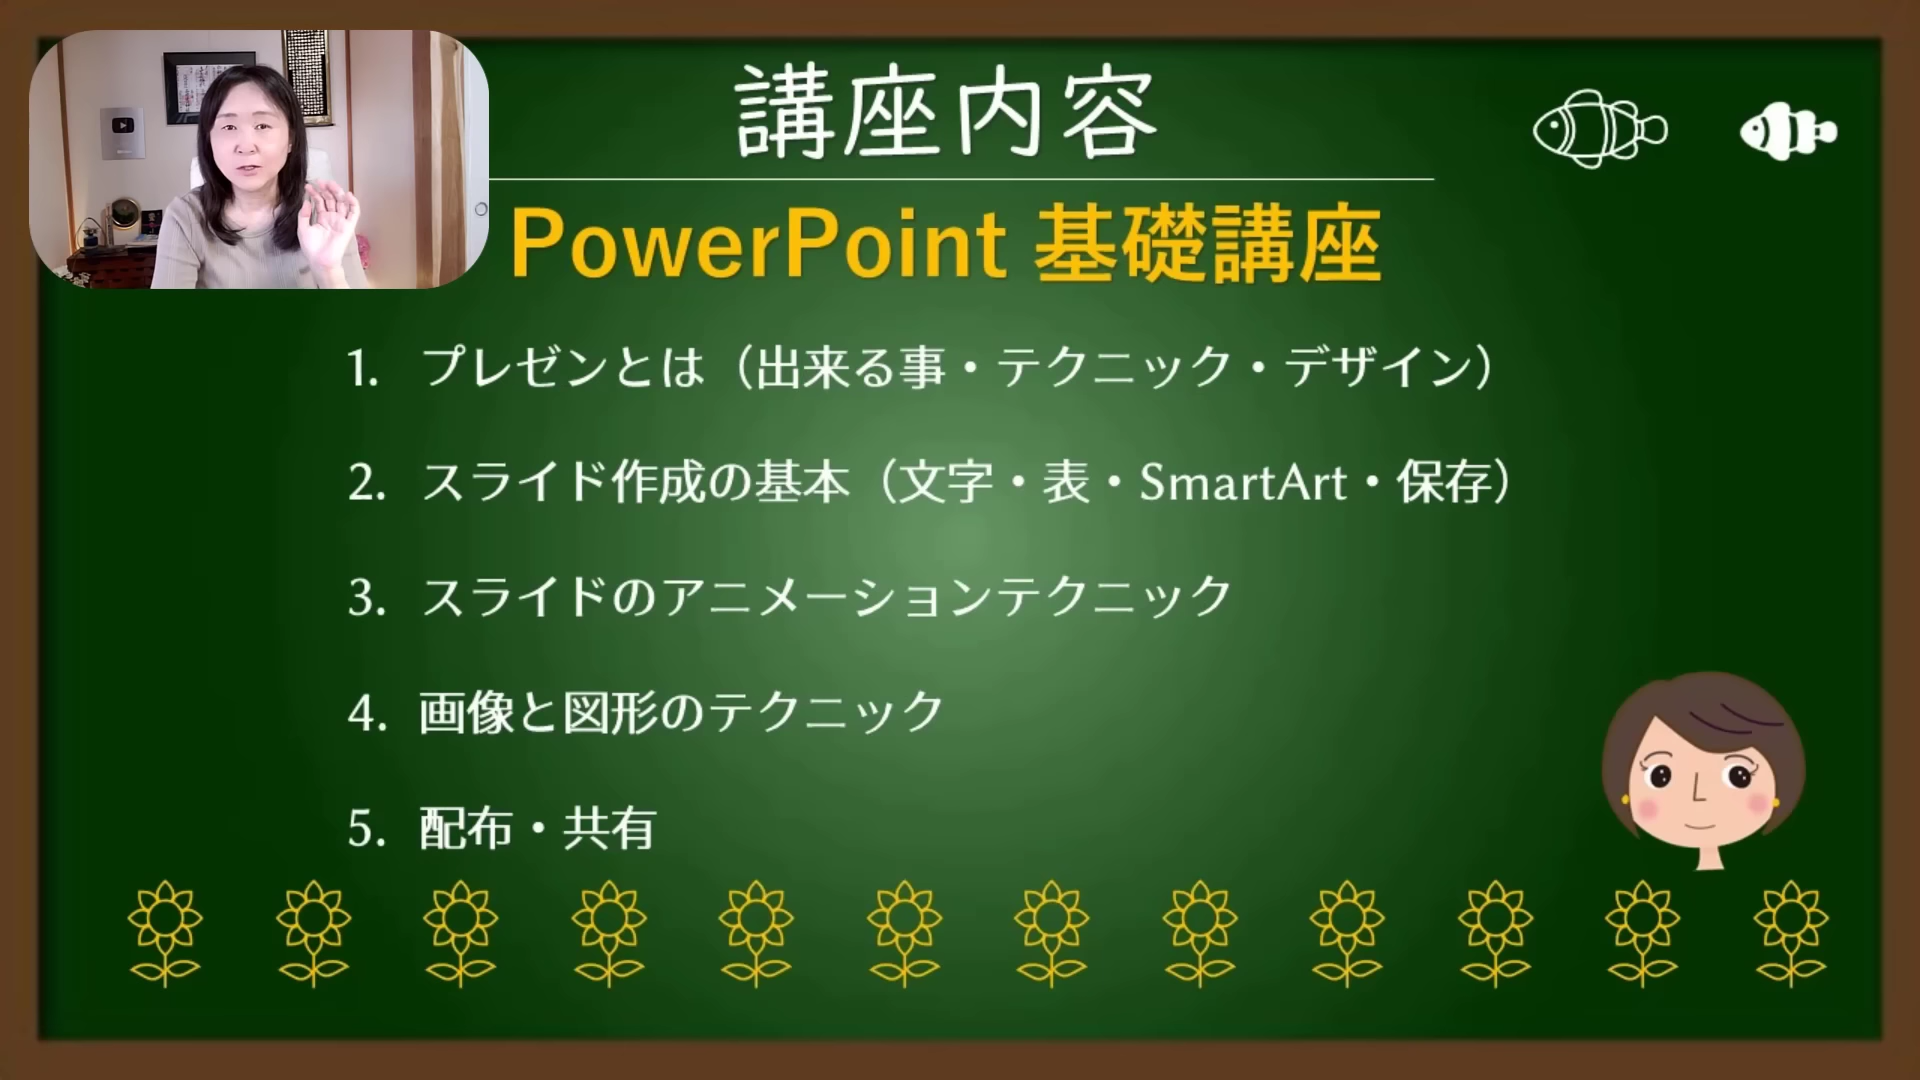 講座内容
PowerPoint 基礎講座
1. プレゼンとは（出来る事・テクニック・デザイン）
2. スライド作成の基本（文字・表・SmartArt・保存）
3. スライドのアニメーションテクニック
4. 画像と図形のテクニック
5. 配布・共有